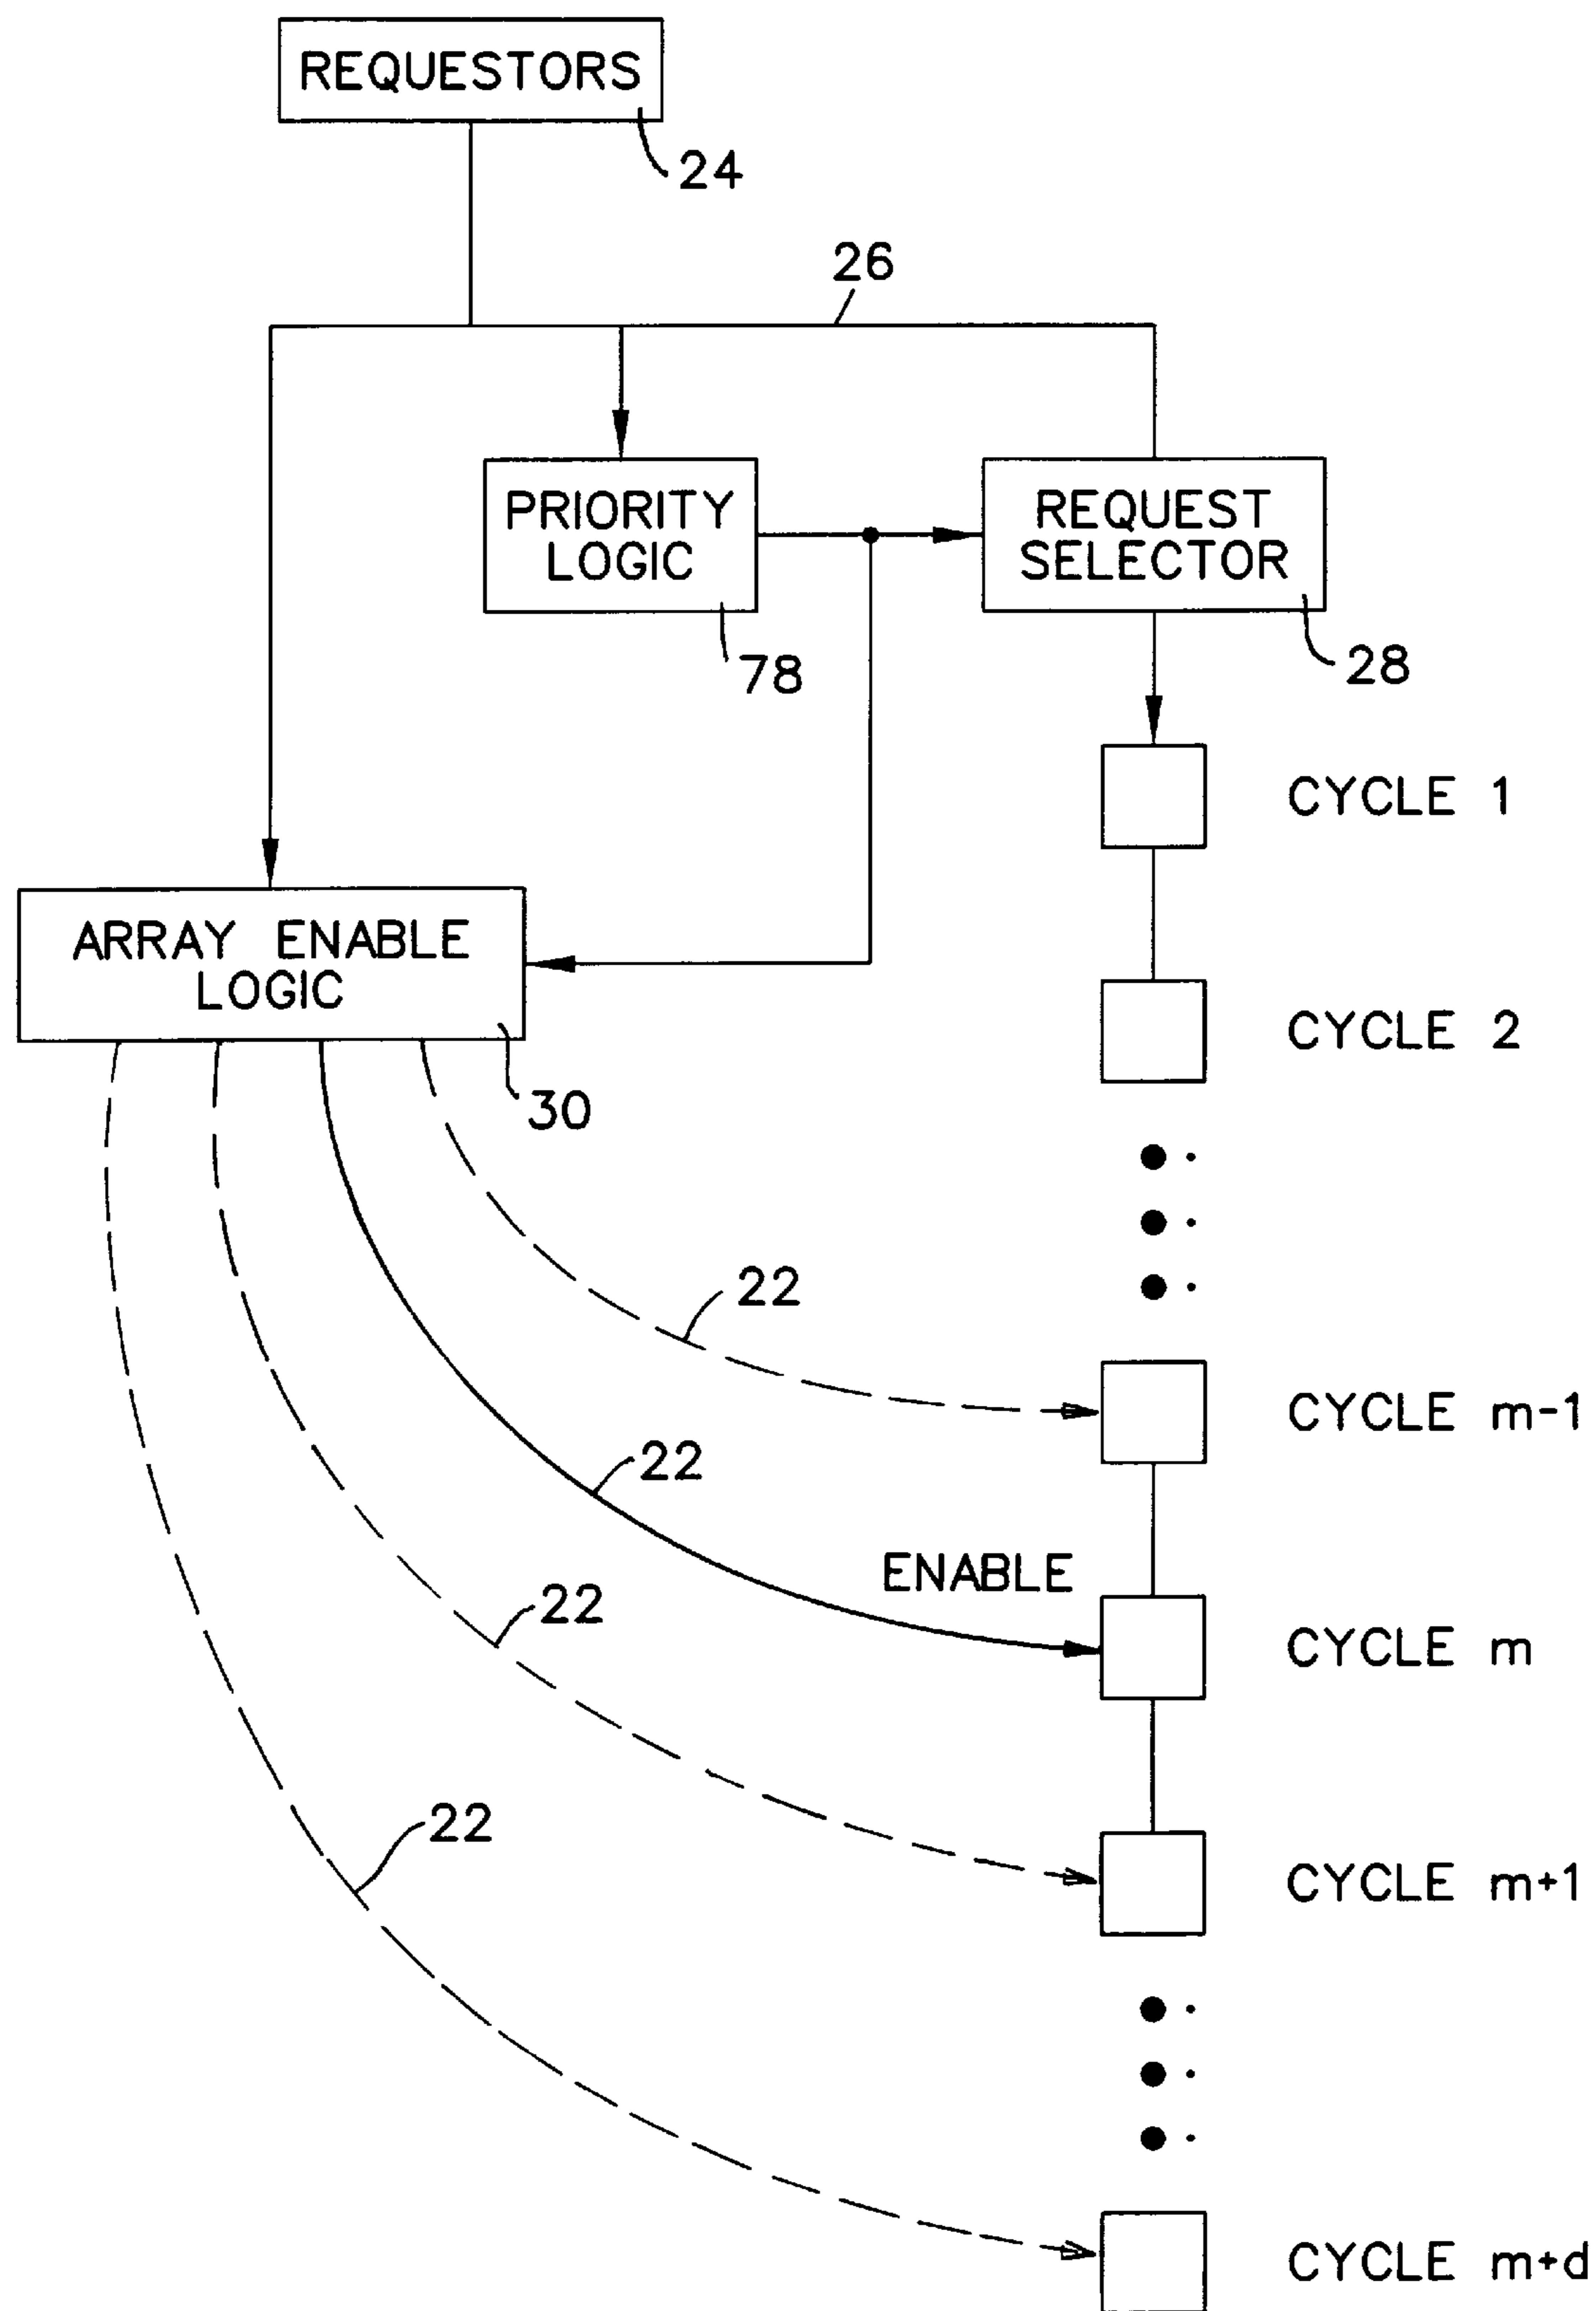 REQUESTORS
24
26
PRIORITY
LOGIC
78
REQUEST
SELECTOR
28
CYCLE 1
ARRAY ENABLE
LOGIC
30
CYCLE 2
22
CYCLE m-1
22
ENABLE
22
CYCLE m
22
CYCLE m+1
CYCLE m+d